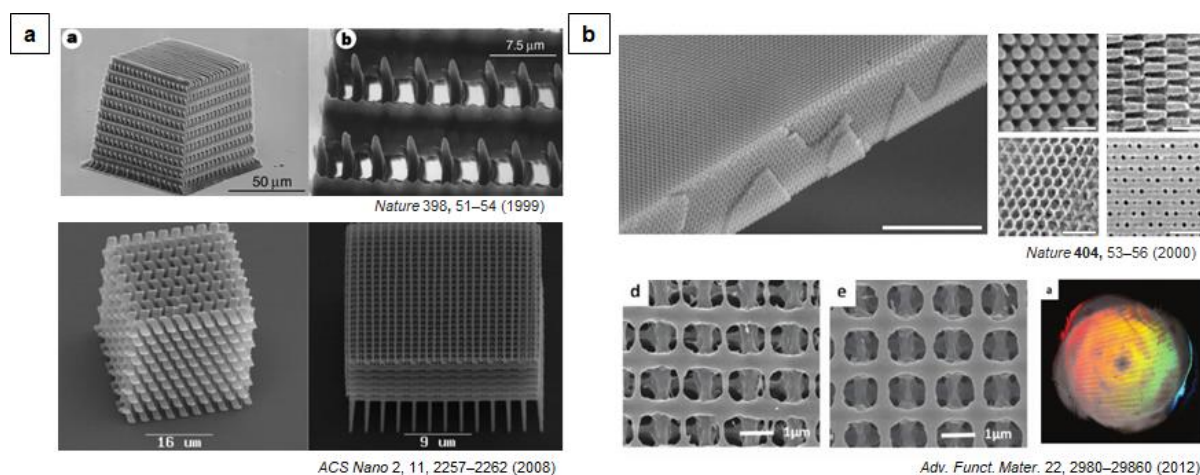 a
b
a
b
7.5 μm
50 μm
Nature 398, 51–54 (1999)
Nature 404, 53–56 (2000)
d
e
a
16 um
9 um
1μm
1μm
ACS Nano 2, 11, 2257–2262 (2008)
Adv. Funct. Mater. 22, 2980–29860 (2012)